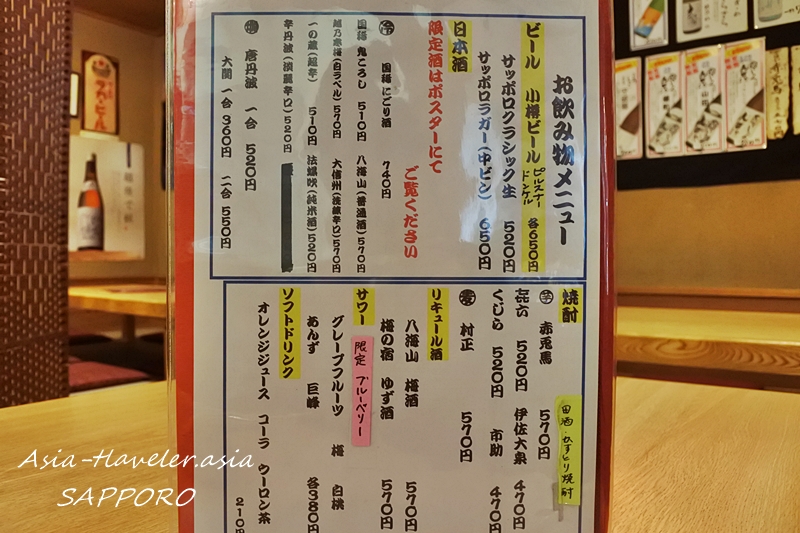 お飲み物メニュー
ビール 小樽ビール ピルスナー ドンケル 各650円
サッポロクラシック生 520円
サッポロラガー(中ビン) 650円
日本酒
限定酒はポスターにて
ご覧ください
冷 国稀 にごり酒 740円
国稀 鬼ころし 510円 八海山(普通酒)570円
越乃寒梅(白ラベル)570円 大信州(淡麗辛口)570円
一の蔵(超辛) 510円 法螺吹(純米酒)520円
辛丹波(淡麗辛口)520円
燗 唐丹波 一合 520円
大関 一合 360円 二合 550円
焼酎
田酒・かすとり焼酎
芋 赤兎馬 570円
㐂六 520円 伊佐大泉 470円
くじら 520円 市助 470円
麦 村正 570円
リキュール酒
八海山 梅酒 570円
梅の宿 ゆず酒 570円
サワー 限定 ブルーベリー
グレープフルーツ 梅 白桃
あんず 巨峰 各380円
ソフトドリンク
オレンジジュース コーラ ウーロン茶
210円
Asia-traveler.asia
SAPPORO